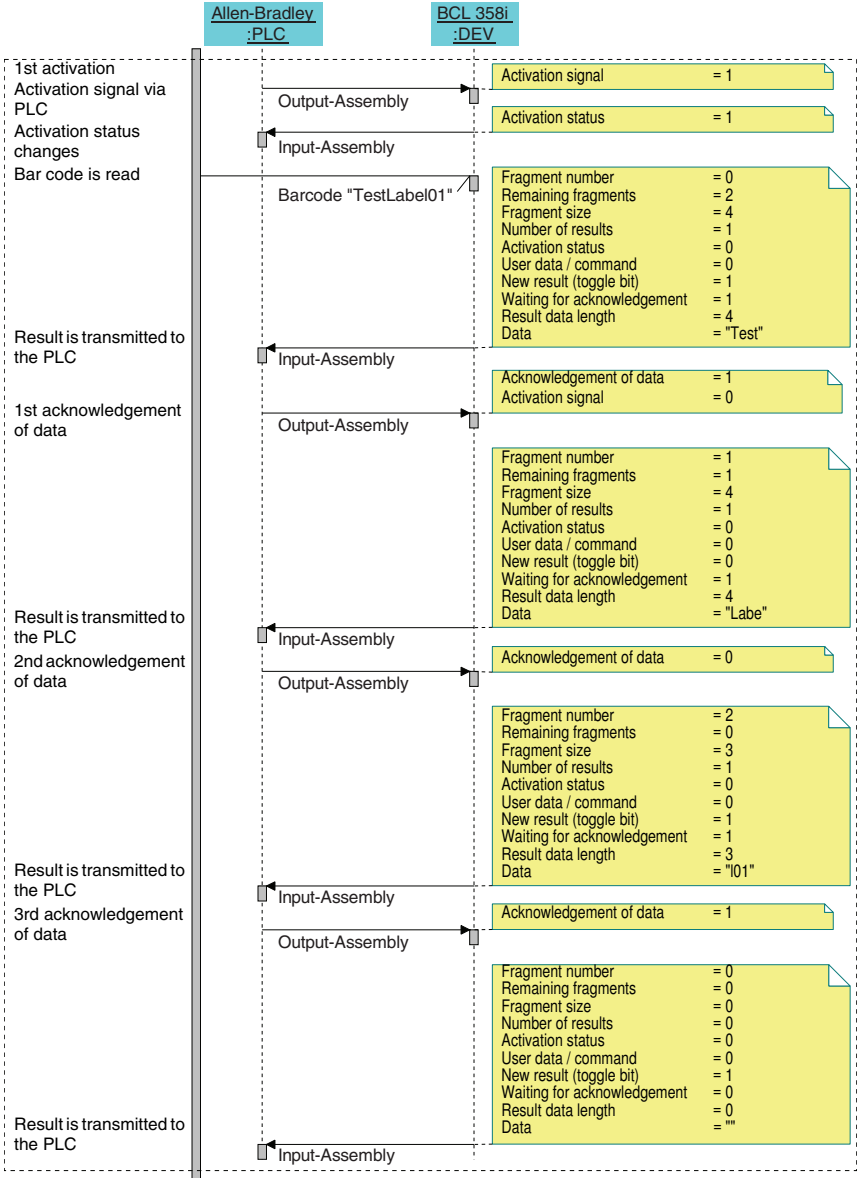 Allen-Bradley
:PLC
BCL 358i
:DEV
1st activation
Activation signal via
PLC
Activation signal = 1
Output-Assembly
Activation status
changes
Activation status = 1
Input-Assembly
Bar code is read
Barcode "TestLabel01"
Fragment number = 0
Remaining fragments = 2
Fragment size = 4
Number of results = 1
Activation status = 0
User data / command = 0
New result (toggle bit) = 1
Waiting for acknowledgement = 1
Result data length = 4
Data = "Test"
Result is transmitted to
the PLC
Input-Assembly
Acknowledgement of data = 1
Activation signal = 0
1st acknowledgement
of data
Output-Assembly
Fragment number = 1
Remaining fragments = 1
Fragment size = 4
Number of results = 1
Activation status = 0
User data / command = 0
New result (toggle bit) = 0
Waiting for acknowledgement = 1
Result data length = 4
Data = "Labe"
Result is transmitted to
the PLC
Input-Assembly
2nd acknowledgement
of data
Acknowledgement of data = 0
Output-Assembly
Fragment number = 2
Remaining fragments = 0
Fragment size = 3
Number of results = 1
Activation status = 0
User data / command = 0
New result (toggle bit) = 1
Waiting for acknowledgement = 1
Result data length = 3
Data = "l01"
Result is transmitted to
the PLC
Input-Assembly
3rd acknowledgement
of data
Acknowledgement of data = 1
Output-Assembly
Fragment number = 0
Remaining fragments = 0
Fragment size = 0
Number of results = 0
Activation status = 0
User data / command = 0
New result (toggle bit) = 1
Waiting for acknowledgement = 0
Result data length = 0
Data = ""
Result is transmitted to
the PLC
Input-Assembly